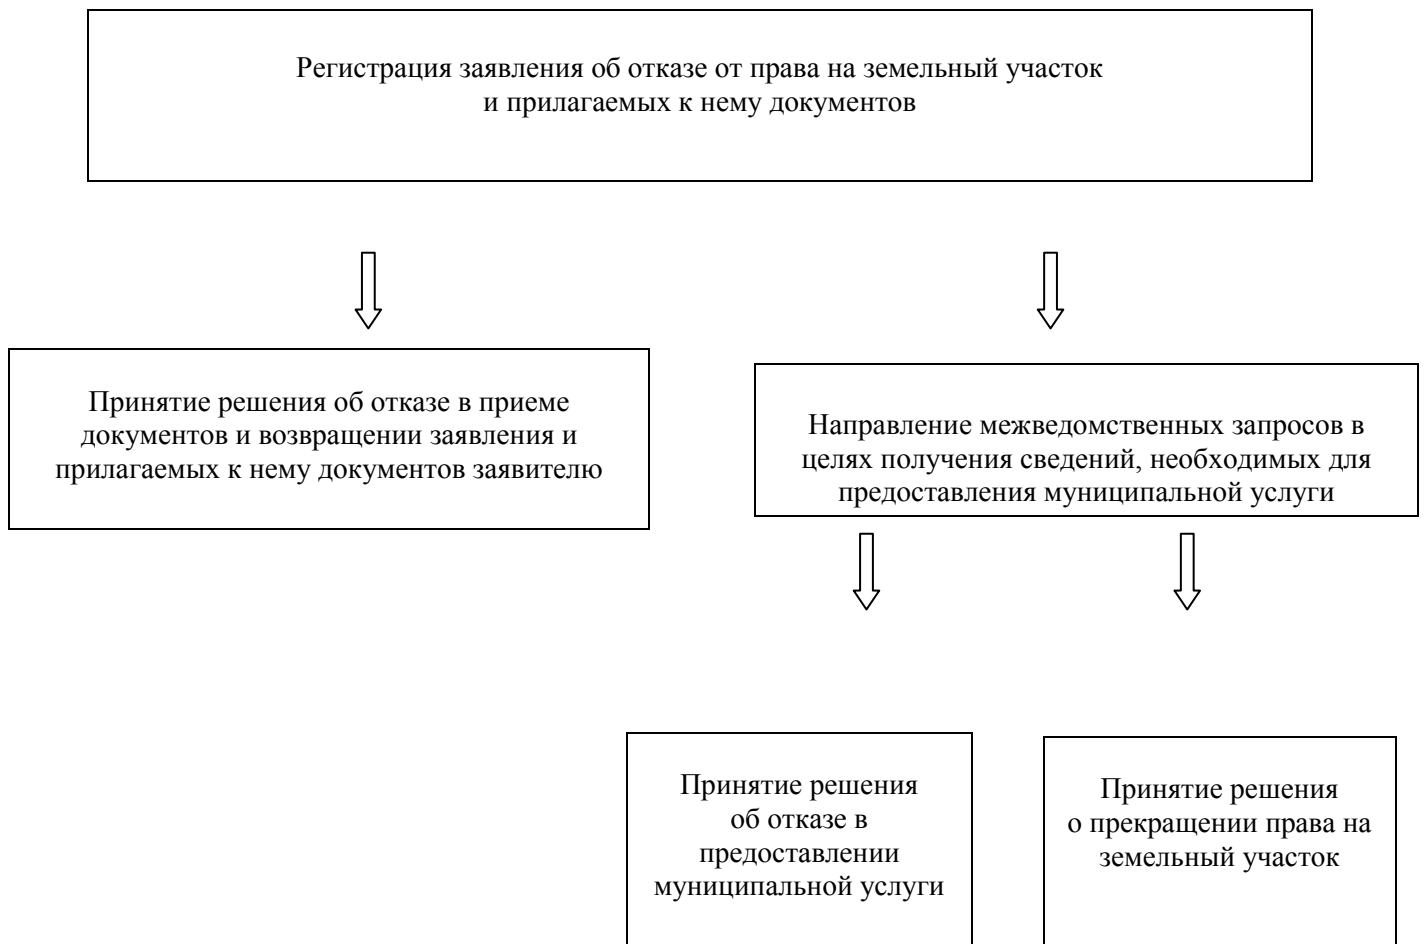 Регистрация заявления об отказе от права на земельный участок
и прилагаемых к нему документов
Принятие решения об отказе в приеме
документов и возвращении заявления и
прилагаемых к нему документов заявителю
Направление межведомственных запросов в
целях получения сведений, необходимых для
предоставления муниципальной услуги
Принятие решения
об отказе в
предоставлении
муниципальной услуги
Принятие решения
о прекращении права на
земельный участок